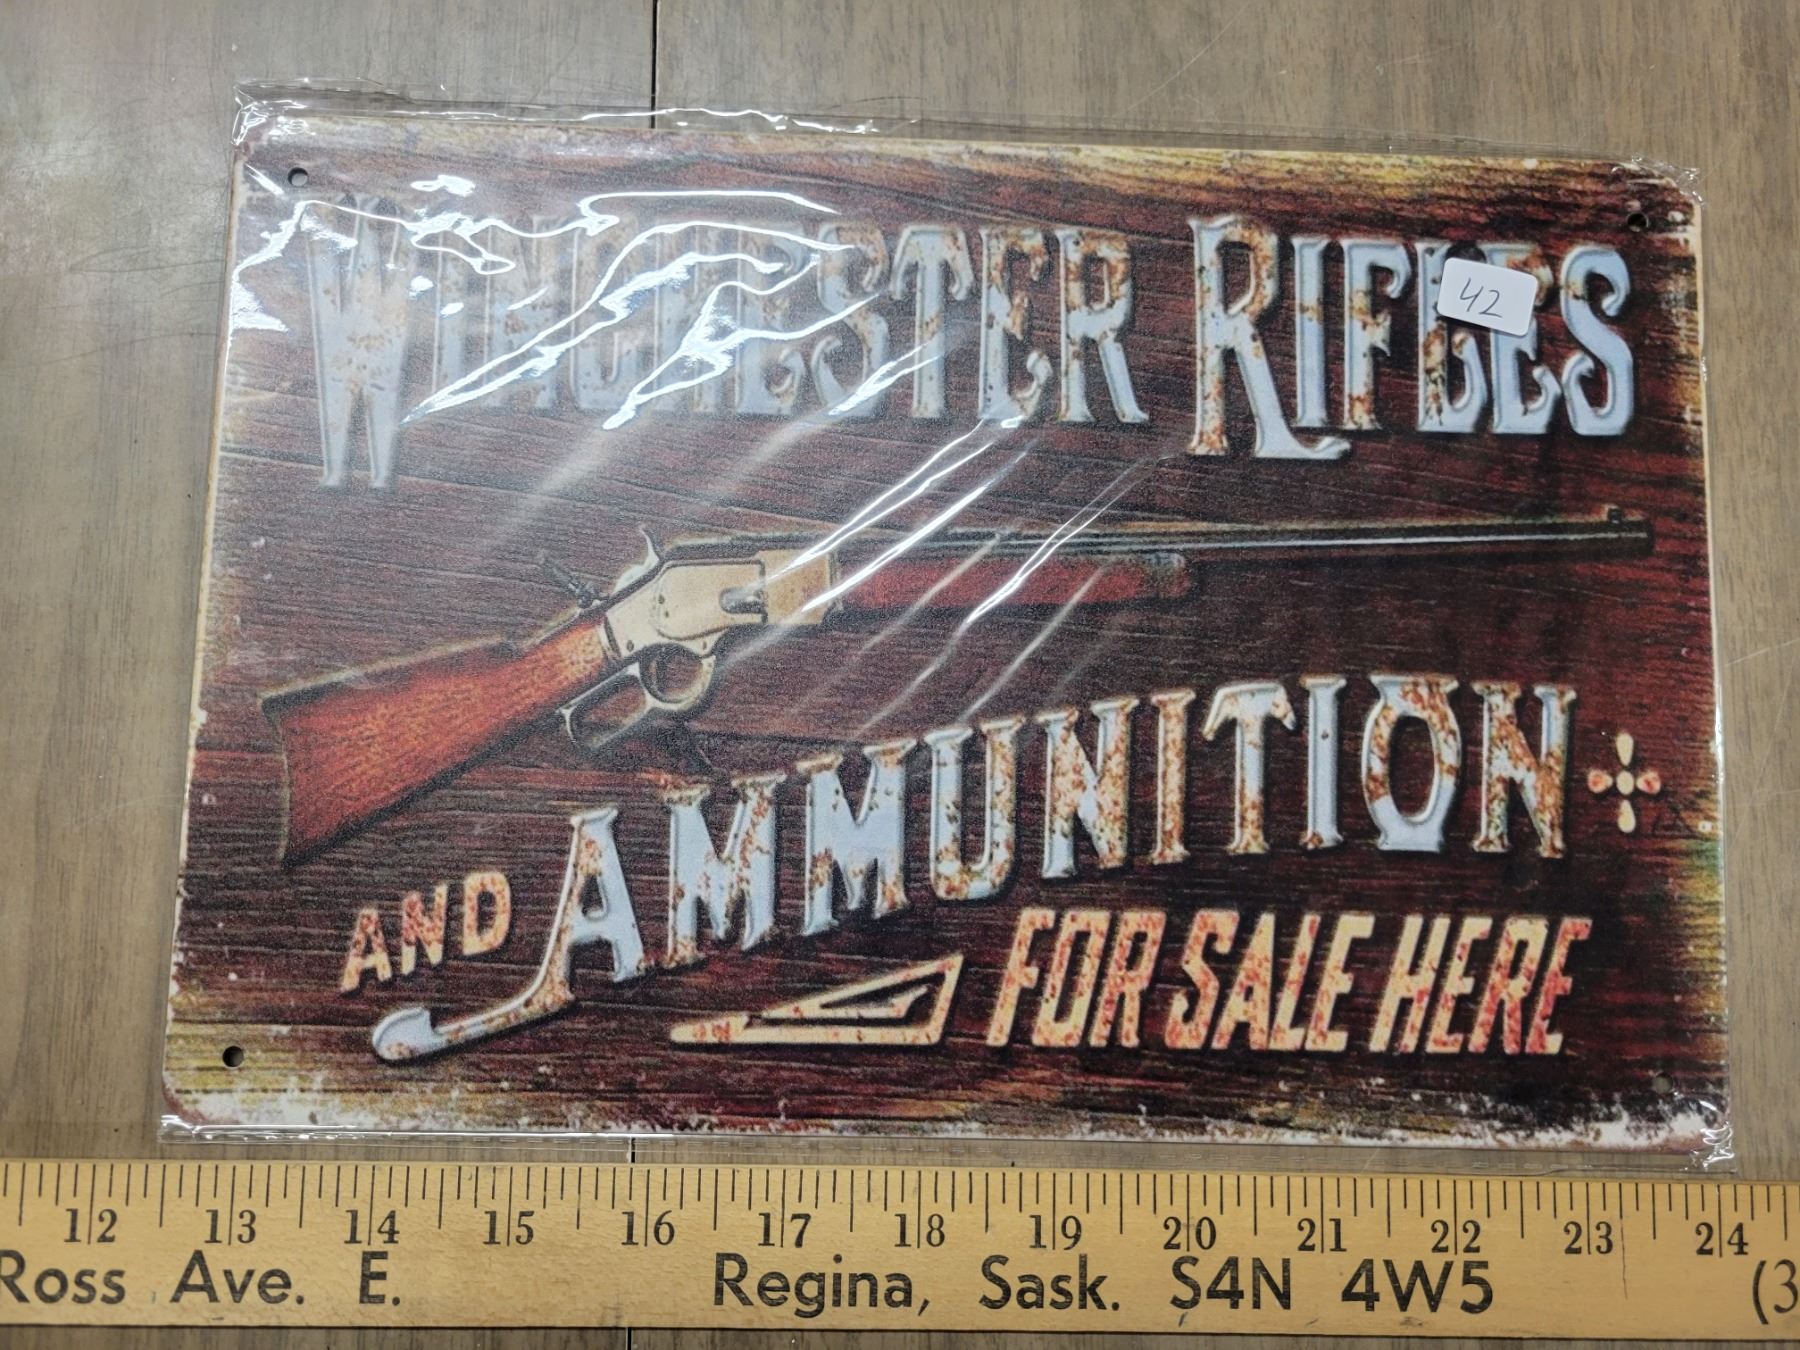 WINCHESTER RIFLES
42
AND AMMUNITION
FOR SALE HERE
12 13 14 15 16 17 18 19 20 21 22 23 24
Ross Ave. E. Regina, Sask. S4N 4W5 (3